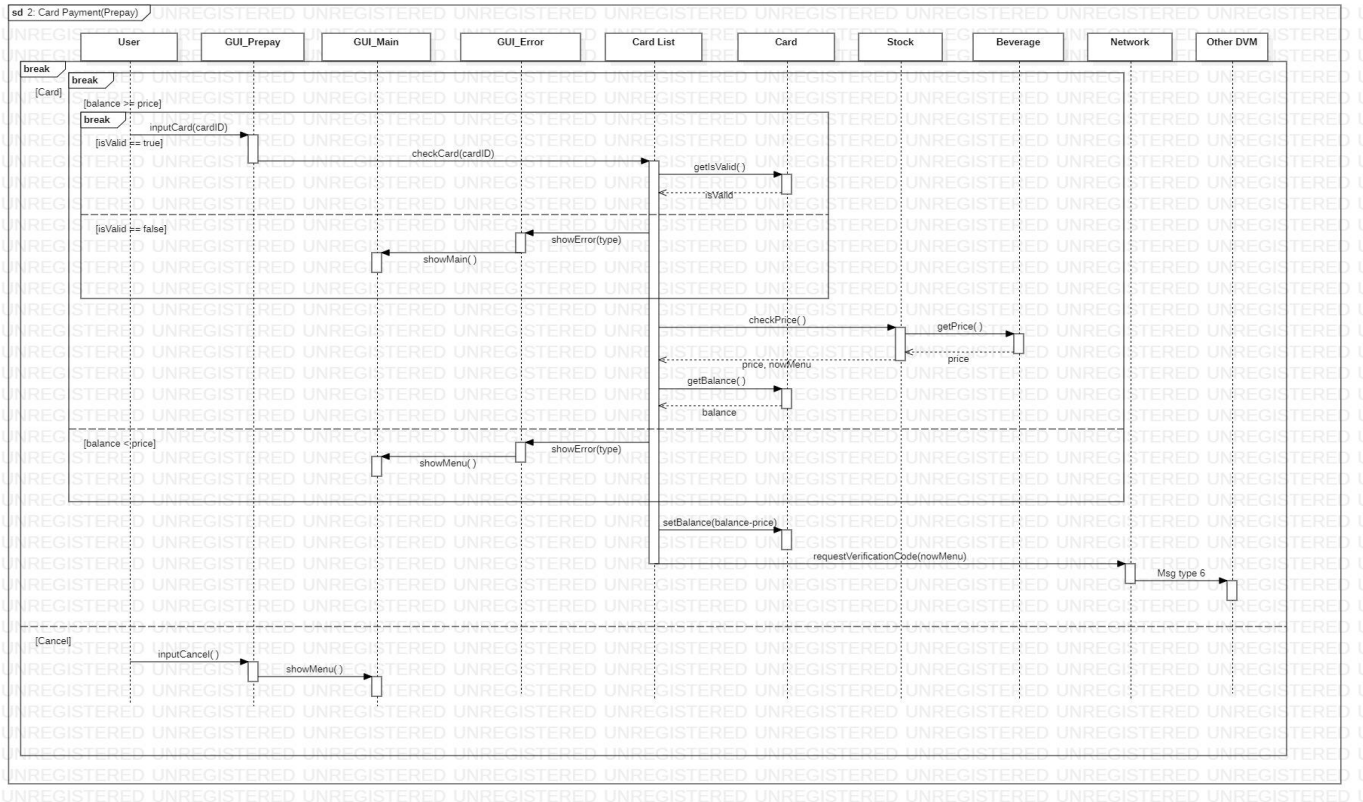 sd 2: Card Payment(Prepay)
User GUI_Prepay GUI_Main GUI_Error Card List Card Stock Beverage Network Other DVM
break
break
[Card]
[balance >= price]
break
inputCard(cardID)
[isValid == true]
checkCard(cardID)
getIsValid( )
isValid
[isValid == false]
showError(type)
showMain( )
checkPrice( )
getPrice( )
price
price, nowMenu
getBalance( )
balance
[balance < price]
showError(type)
showMenu( )
setBalance(balance-price)
requestVerificationCode(nowMenu)
Msg type 6
[Cancel]
inputCancel( )
showMenu( )
UNREGISTERED